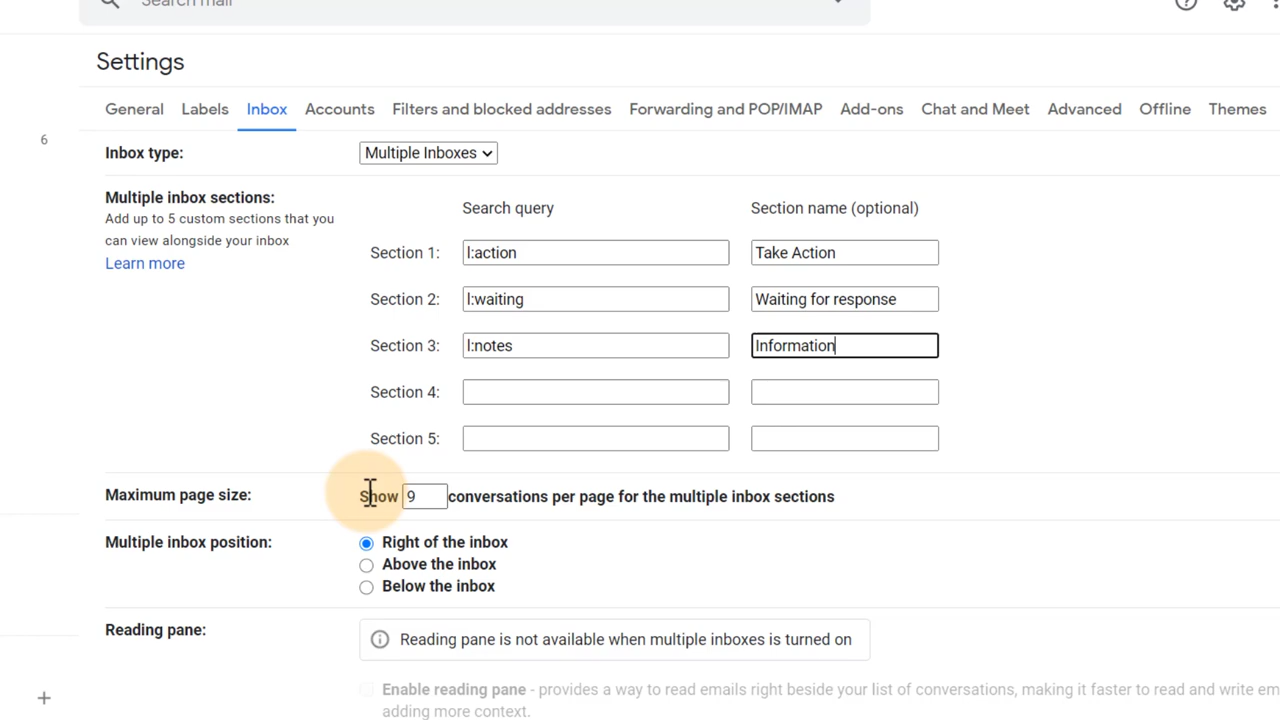 Search mail
Settings
General Labels Inbox Accounts Filters and blocked addresses Forwarding and POP/IMAP Add-ons Chat and Meet Advanced Offline Themes
6
Inbox type: Multiple Inboxes
Multiple inbox sections: Search query Section name (optional)
Add up to 5 custom sections that you
can view alongside your inbox
Learn more
Section 1: l:action Take Action
Section 2: l:waiting Waiting for response
Section 3: l:notes Information
Section 4:
Section 5:
Maximum page size: Show 9 conversations per page for the multiple inbox sections
Multiple inbox position: Right of the inbox
Above the inbox
Below the inbox
Reading pane: Reading pane is not available when multiple inboxes is turned on
Enable reading pane - provides a way to read emails right beside your list of conversations, making it faster to read and write em
adding more context.